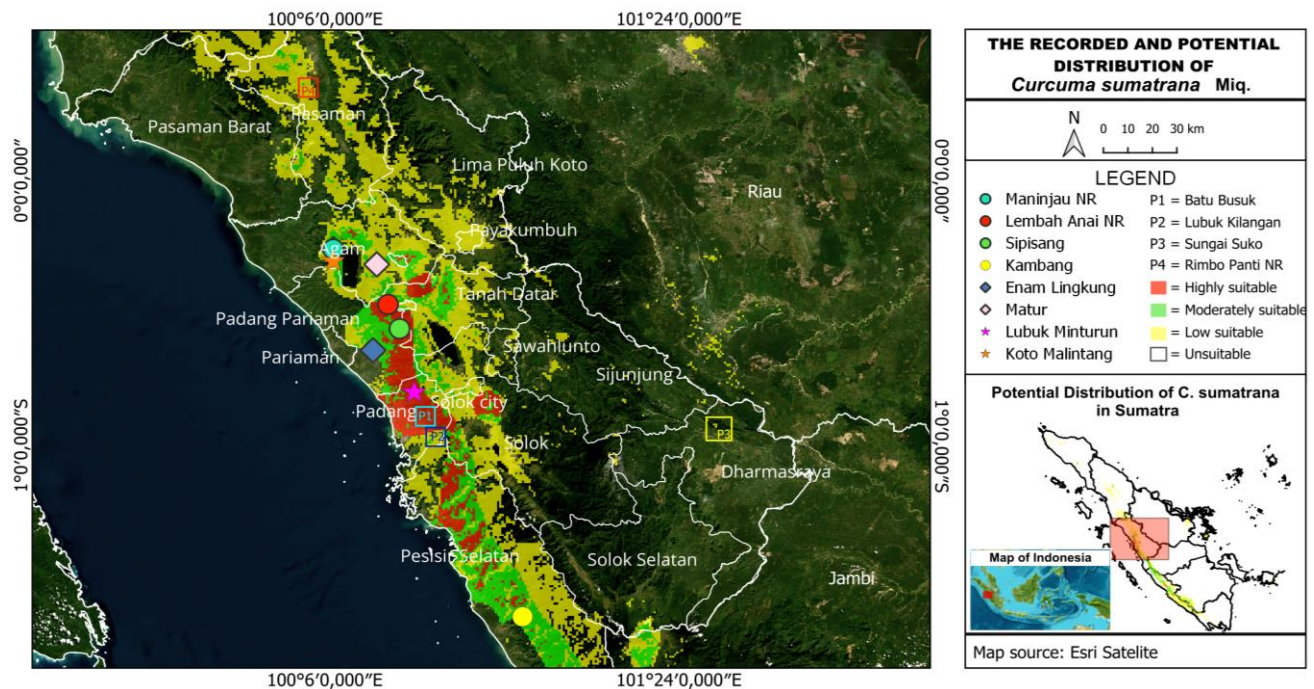 100°6′0,000″E
101°24′0,000″E
0°0′0,000″
0°0′0,000″
1°0′0,000″S
1°0′0,000″S
P4
Pasaman
Pasaman Barat
Lima Puluh Koto
Riau
Payakumbuh
Agam
Tanah Datar
Padang Pariaman
Pariaman
Sawahlunto
Sijunjung
Padang
Solok city
P1
P2
P3
Solok
Dharmasraya
Pesisir Selatan
Solok Selatan
Jambi
100°6′0,000″E
101°24′0,000″E
THE RECORDED AND POTENTIAL
DISTRIBUTION OF
Curcuma sumatrana Miq.
N
0 10 20 30 km
LEGEND
Maninjau NR
Lembah Anai NR
Sipisang
Kambang
Enam Lingkung
Matur
Lubuk Minturun
Koto Malintang
P1 = Batu Busuk
P2 = Lubuk Kilangan
P3 = Sungai Suko
P4 = Rimbo Panti NR
= Highly suitable
= Moderately suitable
= Low suitable
= Unsuitable
Potential Distribution of C. sumatrana
in Sumatra
Map of Indonesia
Map source: Esri Satelite